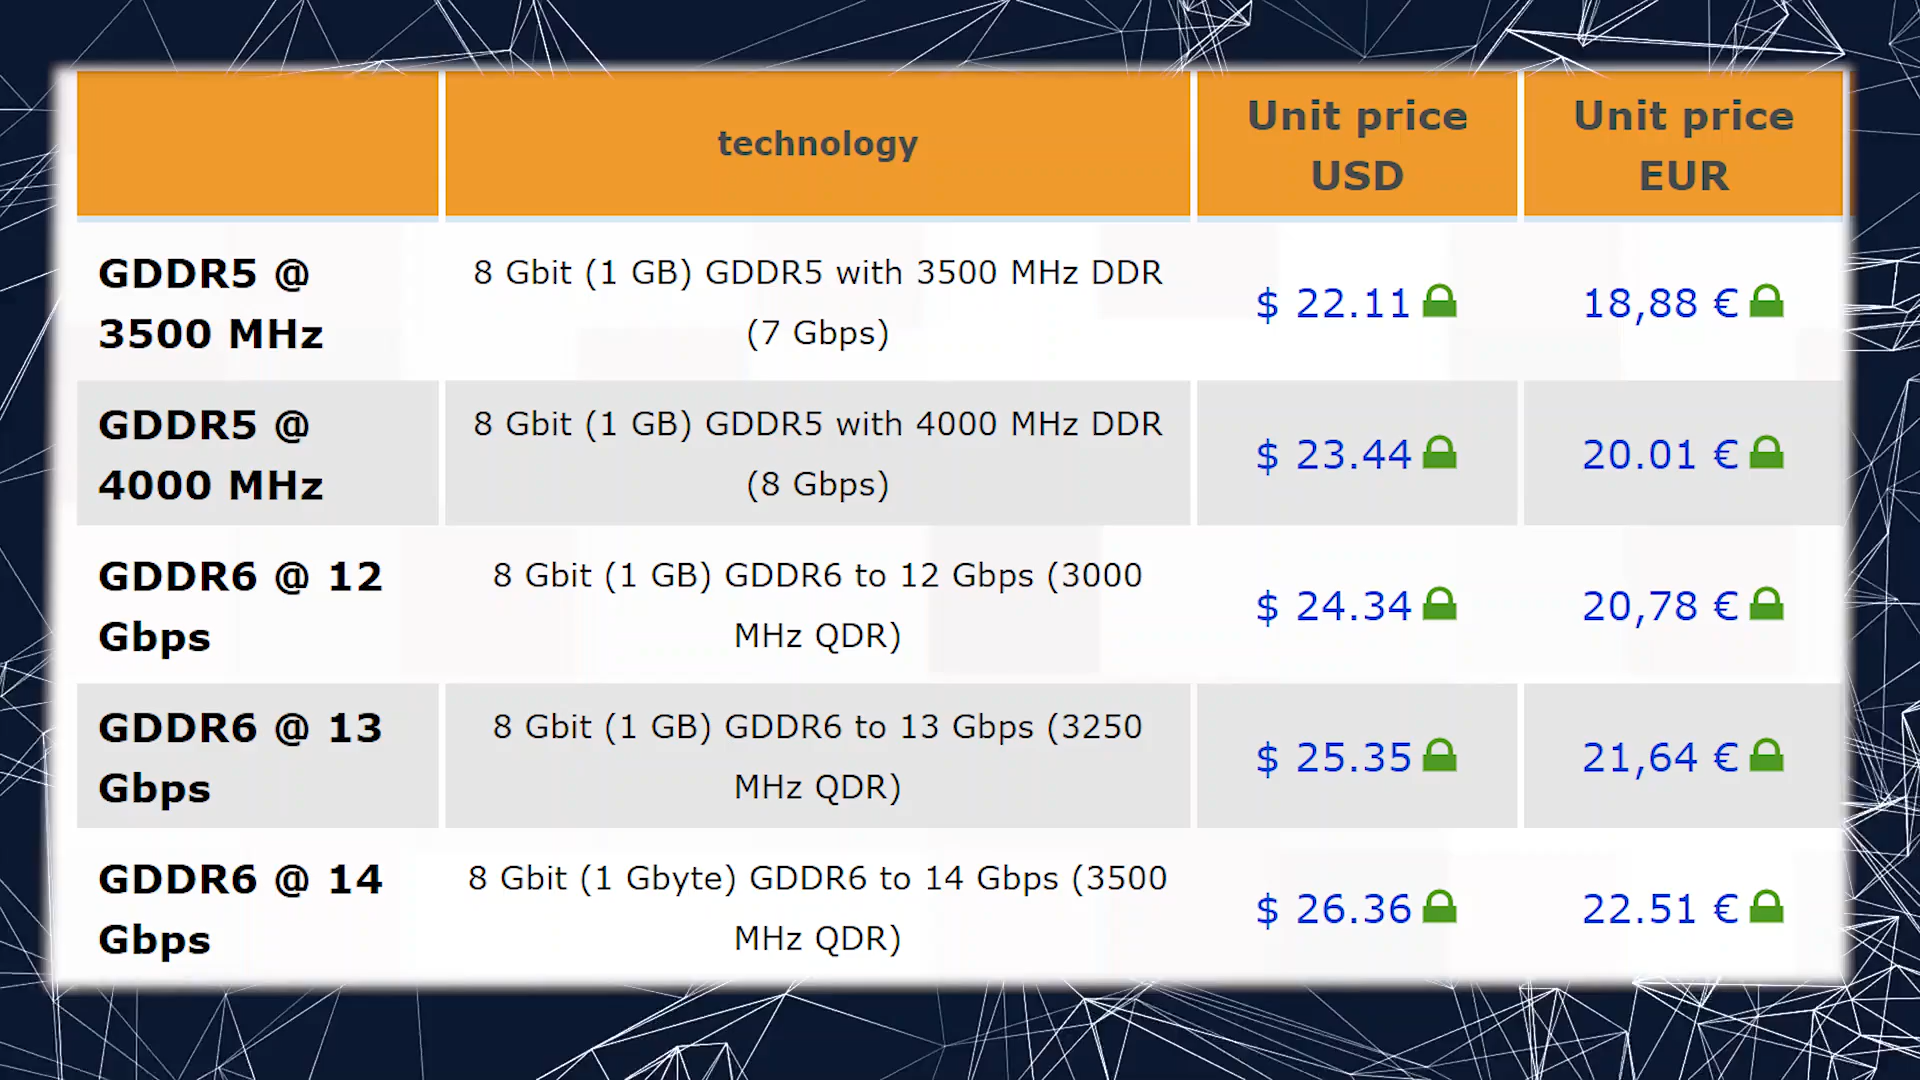 technology
Unit price
USD
Unit price
EUR
GDDR5 @
3500 MHz
8 Gbit (1 GB) GDDR5 with 3500 MHz DDR
(7 Gbps)
$ 22.11
18,88 €
GDDR5 @
4000 MHz
8 Gbit (1 GB) GDDR5 with 4000 MHz DDR
(8 Gbps)
$ 23.44
20.01 €
GDDR6 @ 12
Gbps
8 Gbit (1 GB) GDDR6 to 12 Gbps (3000
MHz QDR)
$ 24.34
20,78 €
GDDR6 @ 13
Gbps
8 Gbit (1 GB) GDDR6 to 13 Gbps (3250
MHz QDR)
$ 25.35
21,64 €
GDDR6 @ 14
Gbps
8 Gbit (1 Gbyte) GDDR6 to 14 Gbps (3500
MHz QDR)
$ 26.36
22.51 €